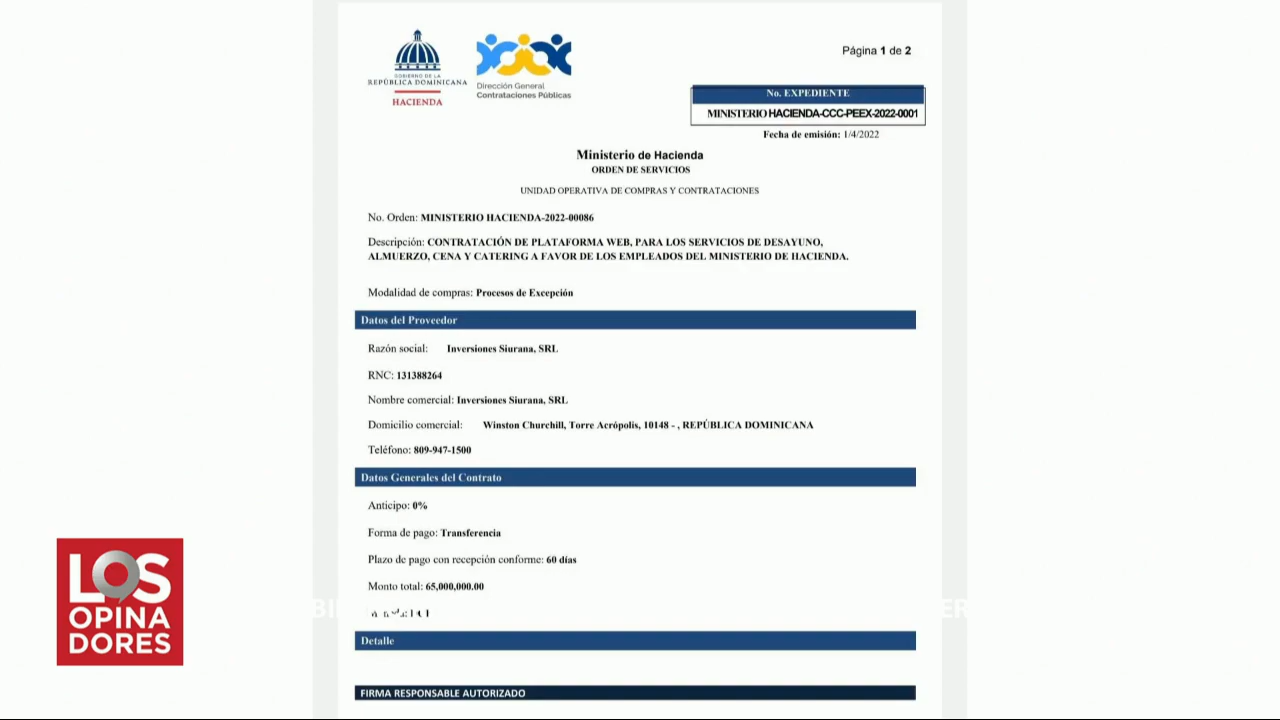 GOBIERNO DE LA
REPÚBLICA DOMINICANA
HACIENDA
Dirección General
Contrataciones Públicas
Página 1 de 2
No. EXPEDIENTE
MINISTERIO HACIENDA-CCC-PEEX-2022-0001
Fecha de emisión: 1/4/2022
Ministerio de Hacienda
ORDEN DE SERVICIOS
UNIDAD OPERATIVA DE COMPRAS Y CONTRATACIONES
No. Orden: MINISTERIO HACIENDA-2022-00086
Descripción: CONTRATACIÓN DE PLATAFORMA WEB, PARA LOS SERVICIOS DE DESAYUNO,
ALMUERZO, CENA Y CATERING A FAVOR DE LOS EMPLEADOS DEL MINISTERIO DE HACIENDA.
Modalidad de compras: Procesos de Excepción
Datos del Proveedor
Razón social: Inversiones Siurana, SRL
RNC: 131388264
Nombre comercial: Inversiones Siurana, SRL
Domicilio comercial: Winston Churchill, Torre Acrópolis, 10148 - , REPÚBLICA DOMINICANA
Teléfono: 809-947-1500
Datos Generales del Contrato
Anticipo: 0%
Forma de pago: Transferencia
Plazo de pago con recepción conforme: 60 días
Monto total: 65,000,000.00
Detalle
FIRMA RESPONSABLE AUTORIZADO
LOS
OPINA
DORES